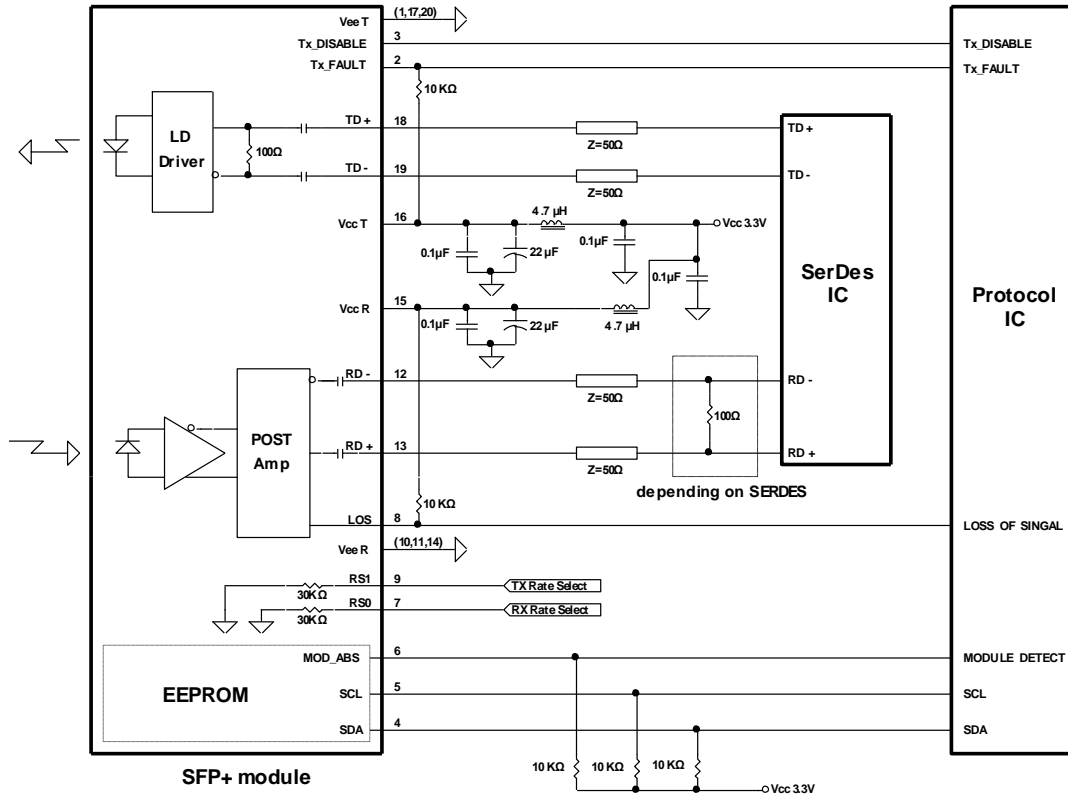 Vee T
(1,17,20)
Tx_DISABLE
3
Tx_DISABLE
Tx_FAULT
2
Tx_FAULT
10 KΩ
LD
Driver
100Ω
TD +
18
Z=50Ω
TD +
TD -
19
Z=50Ω
TD -
Vcc T
16
4.7 µH
Vcc 3.3V
0.1µF
22 µF
0.1µF
0.1µF
SerDes
IC
Protocol
IC
Vcc R
15
0.1µF
22 µF
4.7 µH
RD -
12
Z=50Ω
RD -
100Ω
POST
Amp
RD +
13
Z=50Ω
RD +
depending on SERDES
10 KΩ
LOS
8
LOSS OF SINGAL
Vee R
(10,11,14)
RS1
9
TX Rate Select
30KΩ
RS0
7
RX Rate Select
30KΩ
MOD_ABS
6
MODULE DETECT
EEPROM
SCL
5
SCL
SDA
4
SDA
10 KΩ
10 KΩ
10 KΩ
Vcc 3.3V
SFP+ module